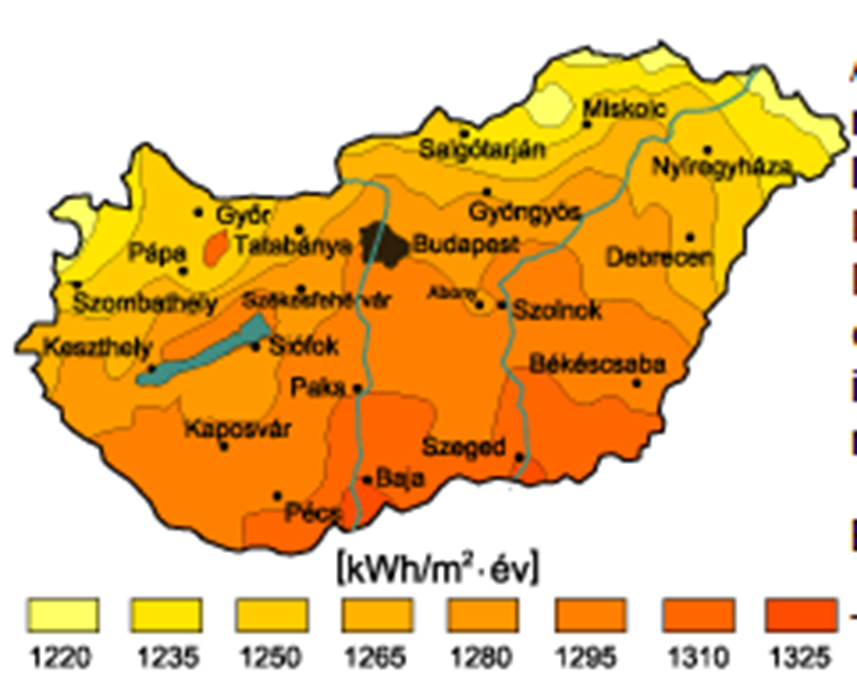 Miskolc
Salgótarján
Nyíregyháza
Gyöngyös
Győr
Tatabánya
Budapest
Pápa
Debrecen
Szombathely
Székesfehérvár
Abony
Szolnok
Keszthely
Siófok
Békéscsaba
Paks
Kaposvár
Szeged
Baja
Pécs
[kWh/m²·év]
1220 1235 1250 1265 1280 1295 1310 1325